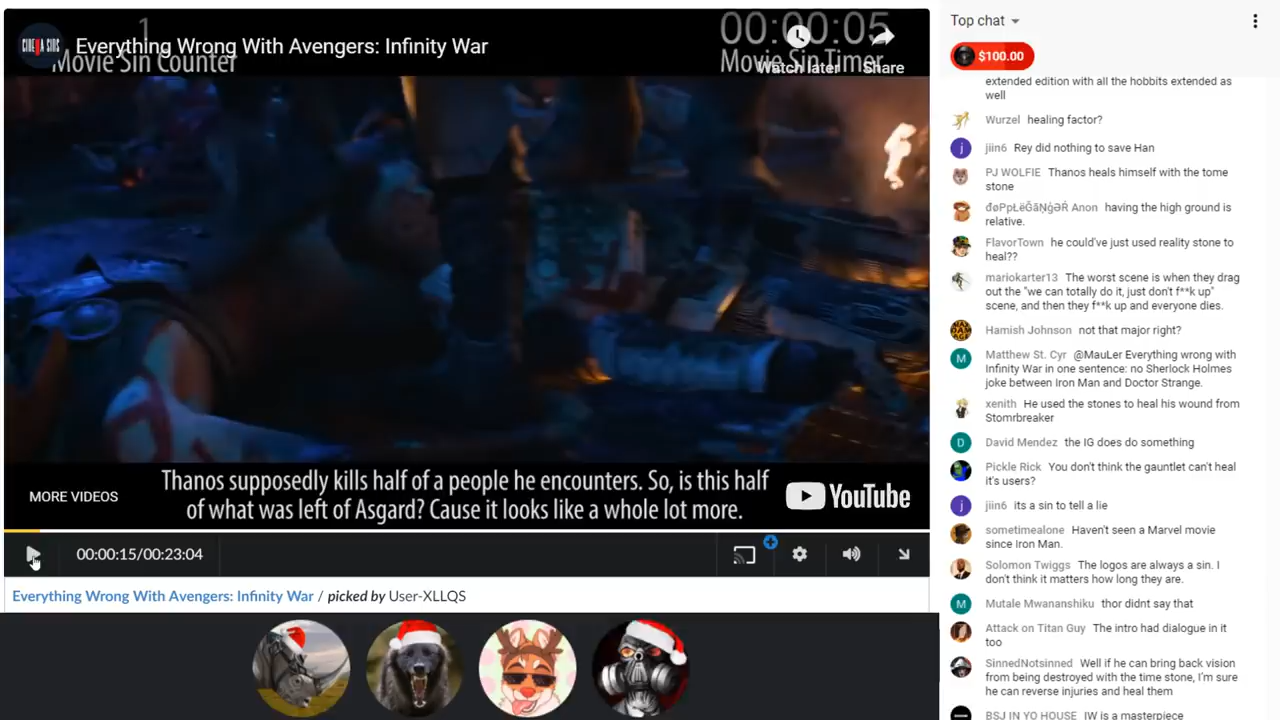 CINEMA SINS
Everything Wrong With Avengers: Infinity War
1
Movie Sin Counter
00:00:05
Movie Sin Timer
Watch later
Share
Thanos supposedly kills half of a people he encounters. So, is this half
of what was left of Asgard? Cause it looks like a whole lot more.
MORE VIDEOS
YouTube
00:00:15/00:23:04
Everything Wrong With Avengers: Infinity War / picked by User-XLLQS
Top chat
$100.00
extended edition with all the hobbits extended as
well
Wurzel healing factor?
j
jiin6 Rey did nothing to save Han
PJ WOLFIE Thanos heals himself with the tome
stone
đøPpŁëĞãŅģƏŘ Anon having the high ground is
relative.
FlavorTown he could've just used reality stone to
heal??
mariokarter13 The worst scene is when they drag
out the "we can totally do it, just don't f**k up"
scene, and then they f**k up and everyone dies.
Hamish Johnson not that major right?
M
Matthew St. Cyr @MauLer Everything wrong with
Infinity War in one sentence: no Sherlock Holmes
joke between Iron Man and Doctor Strange.
xenith He used the stones to heal his wound from
Stomrbreaker
D
David Mendez the IG does do something
Pickle Rick You don't think the gauntlet can't heal
it's users?
j
jiin6 its a sin to tell a lie
sometimealone Haven't seen a Marvel movie
since Iron Man.
Solomon Twiggs The logos are always a sin. I
don't think it matters how long they are.
M
Mutale Mwananshiku thor didnt say that
Attack on Titan Guy The intro had dialogue in it
too
SinnedNotsinned Well if he can bring back vision
from being destroyed with the time stone, I'm sure
he can reverse injuries and heal them
BSJ IN YO HOUSE IW is a masterpiece